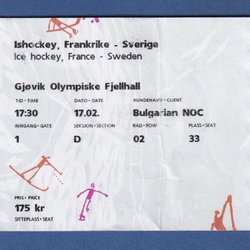 Ishockey, Frankrike - Sverige
Ice hockey, France - Sweden
Gjøvik Olympiske Fjellhall
TID • TIME DATO • DATE KUNDENAVN • CLIENT
17:30 17.02. Bulgarian NOC
INNGANG • GATE SEKSJON • SECTION RAD • ROW PLASS • SEAT
1 D 02 33
PRIS • PRICE
175 kr
SITTEPLASS • SEAT